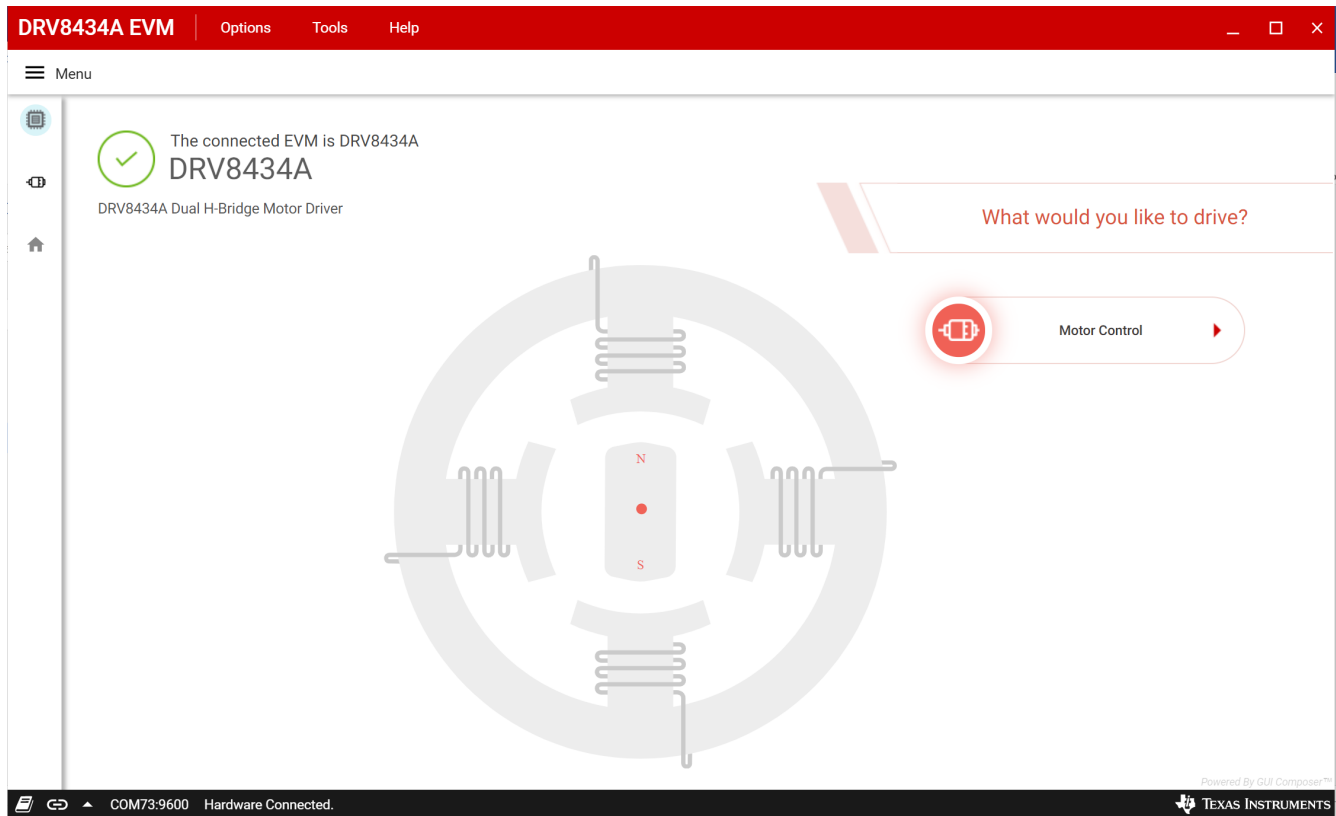 DRV8434A EVM Options Tools Help
Menu
The connected EVM is DRV8434A
DRV8434A
DRV8434A Dual H-Bridge Motor Driver
What would you like to drive?
Motor Control
N
S
Powered By GUI Composer™
COM73:9600 Hardware Connected.
TEXAS INSTRUMENTS